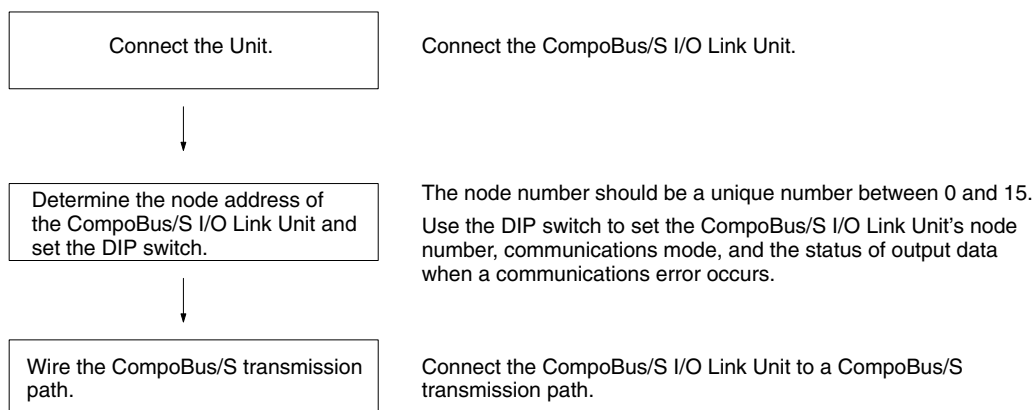 Connect the Unit.
Connect the CompoBus/S I/O Link Unit.
Determine the node address of
the CompoBus/S I/O Link Unit and
set the DIP switch.
The node number should be a unique number between 0 and 15.
Use the DIP switch to set the CompoBus/S I/O Link Unit's node
number, communications mode, and the status of output data
when a communications error occurs.
Wire the CompoBus/S transmission
path.
Connect the CompoBus/S I/O Link Unit to a CompoBus/S
transmission path.